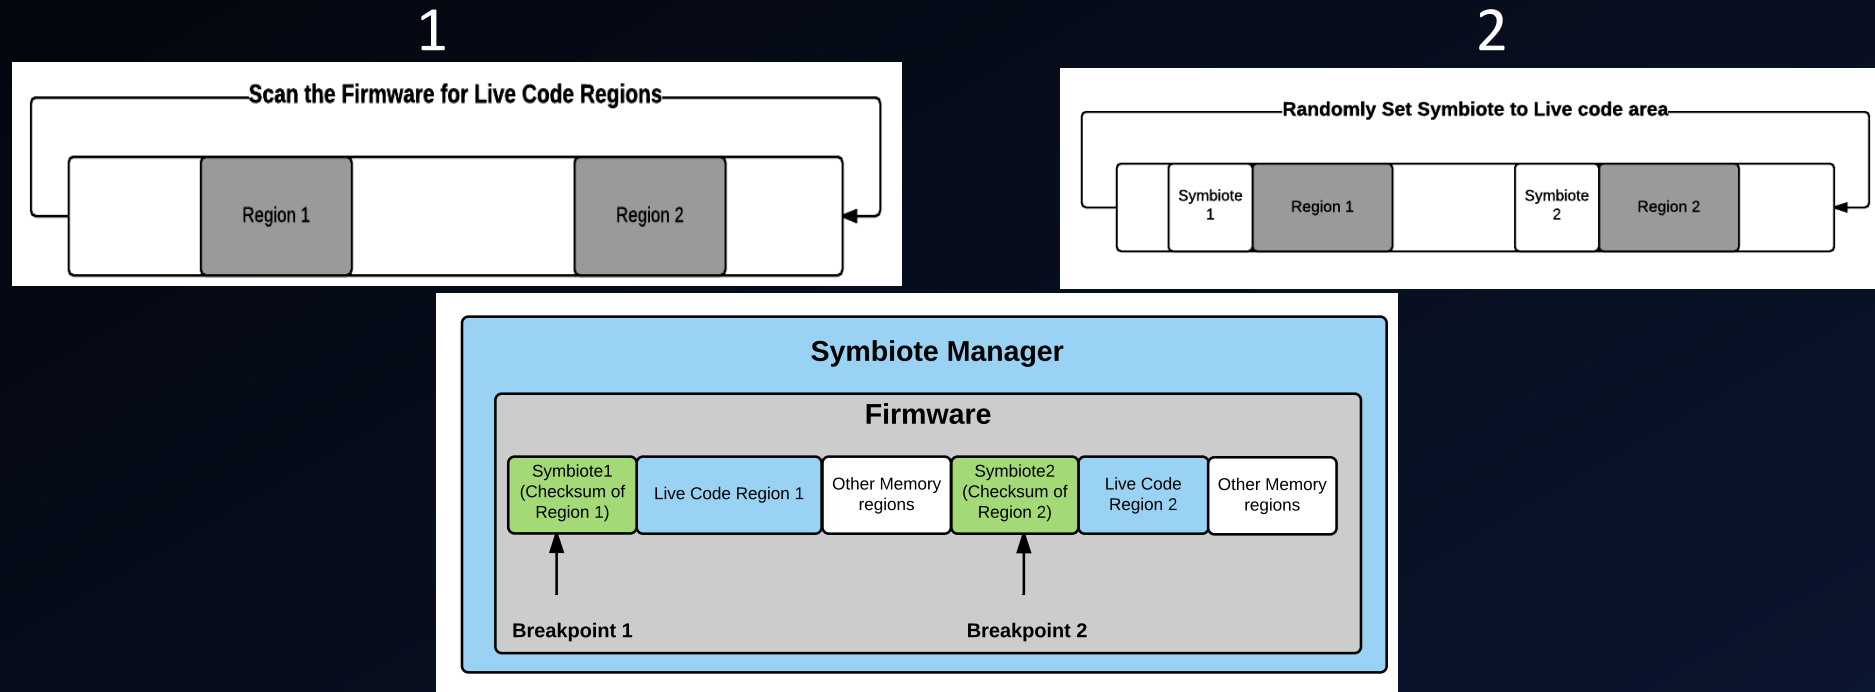 1
2
Scan the Firmware for Live Code Regions
Region 1
Region 2
Randomly Set Symbiote to Live code area
Symbiote
1
Region 1
Symbiote
2
Region 2
Symbiote Manager
Firmware
Symbiote1
(Checksum of
Region 1)
Live Code Region 1
Other Memory
regions
Symbiote2
(Checksum of
Region 2)
Live Code
Region 2
Other Memory
regions
Breakpoint 1
Breakpoint 2